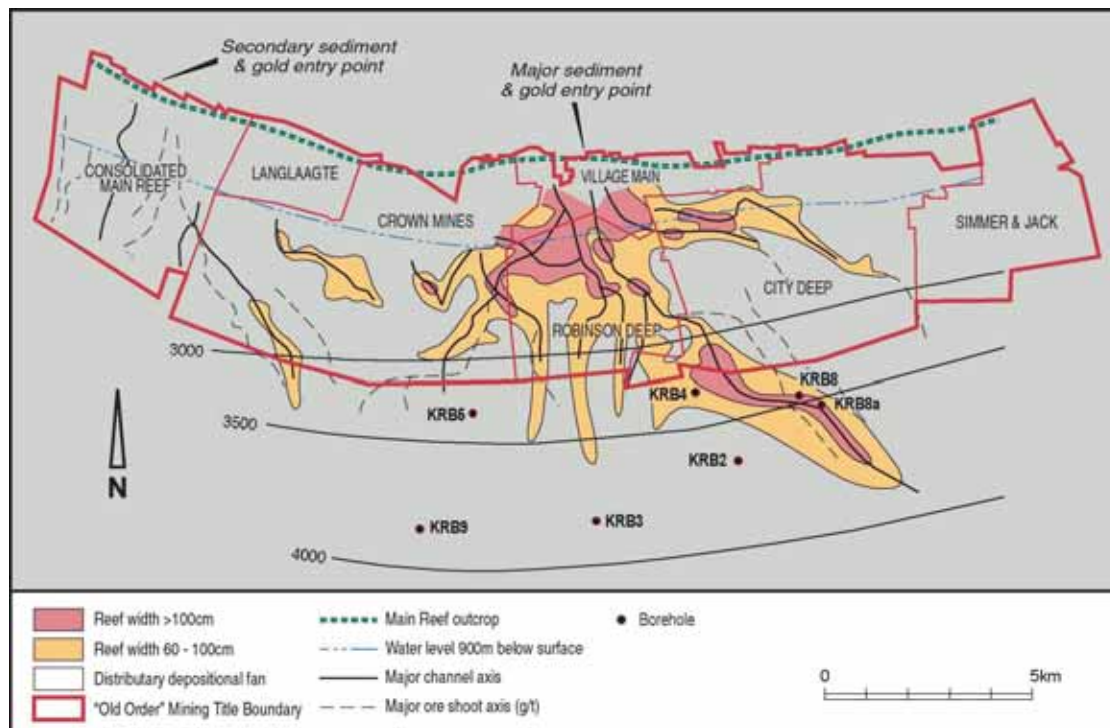 Secondary sediment
& gold entry point
Major sediment
& gold entry point
CONSOLIDATED
MAIN REEF
LANGLAAGTE
CROWN MINES
VILLAGE MAIN
SIMMER & JACK
CITY DEEP
ROBINSON DEEP
3000
3500
4000
KRB5
KRB4
KRB8
KRB8a
KRB2
KRB9
KRB3
N
Reef width >100cm
Reef width 60 - 100cm
Distributary depositional fan
"Old Order" Mining Title Boundary
Main Reef outcrop
Water level 900m below surface
Major channel axis
Major ore shoot axis (g/t)
Borehole
0 5km